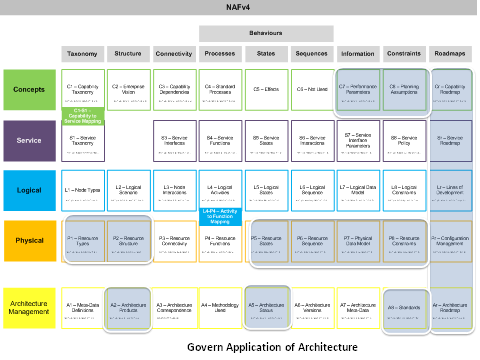 NAFv4
Behaviours
Taxonomy
Structure
Connectivity
Processes
States
Sequences
Information
Constraints
Roadmaps
Concepts
C1 – Capability
Taxonomy
C2 – Enterprise
Vision
C3 – Capability
Dependencies
C4 – Standard
Processes
C5 – Effects
C6 – Not Used
C7 – Performance
Parameters
C8 – Planning
Assumptions
Cr – Capability
Roadmap
C1-S1 –
Capability to
Service Mapping
Service
S1 – Service
Taxonomy
S3 – Service
Interfaces
S4 – Service
Functions
S5 – Service
States
S6 – Service
Interactions
S7 – Service
Interface
Parameters
S8 – Service
Policy
Sr – Service
Roadmap
Logical
L1 – Node Types
L2 – Logical
Scenario
L3 – Node
Interactions
L4 – Logical
Activities
L5 – Logical
States
L6 – Logical
Sequence
L7 – Logical Data
Model
L8 – Logical
Constraints
Lr – Lines of
Development
L4-P4 – Activity
to Function
Mapping
Physical
P1 – Resource
Types
P2 – Resource
Structure
P3 – Resource
Connectivity
P4 – Resource
Functions
P5 – Resource
States
P6 – Resource
Sequence
P7 – Physical
Data Model
P8 – Resource
Constraints
Pr – Configuration
Management
Architecture
Management
A1 – Meta-Data
Definitions
A2 – Architecture
Products
A3 – Architecture
Correspondence
A4 – Methodology
Used
A5 – Architecture
Status
A6 – Architecture
Versions
A7 – Architecture
Meta-Data
A8 – Standards
Ar – Architecture
Roadmap
Govern Application of Architecture